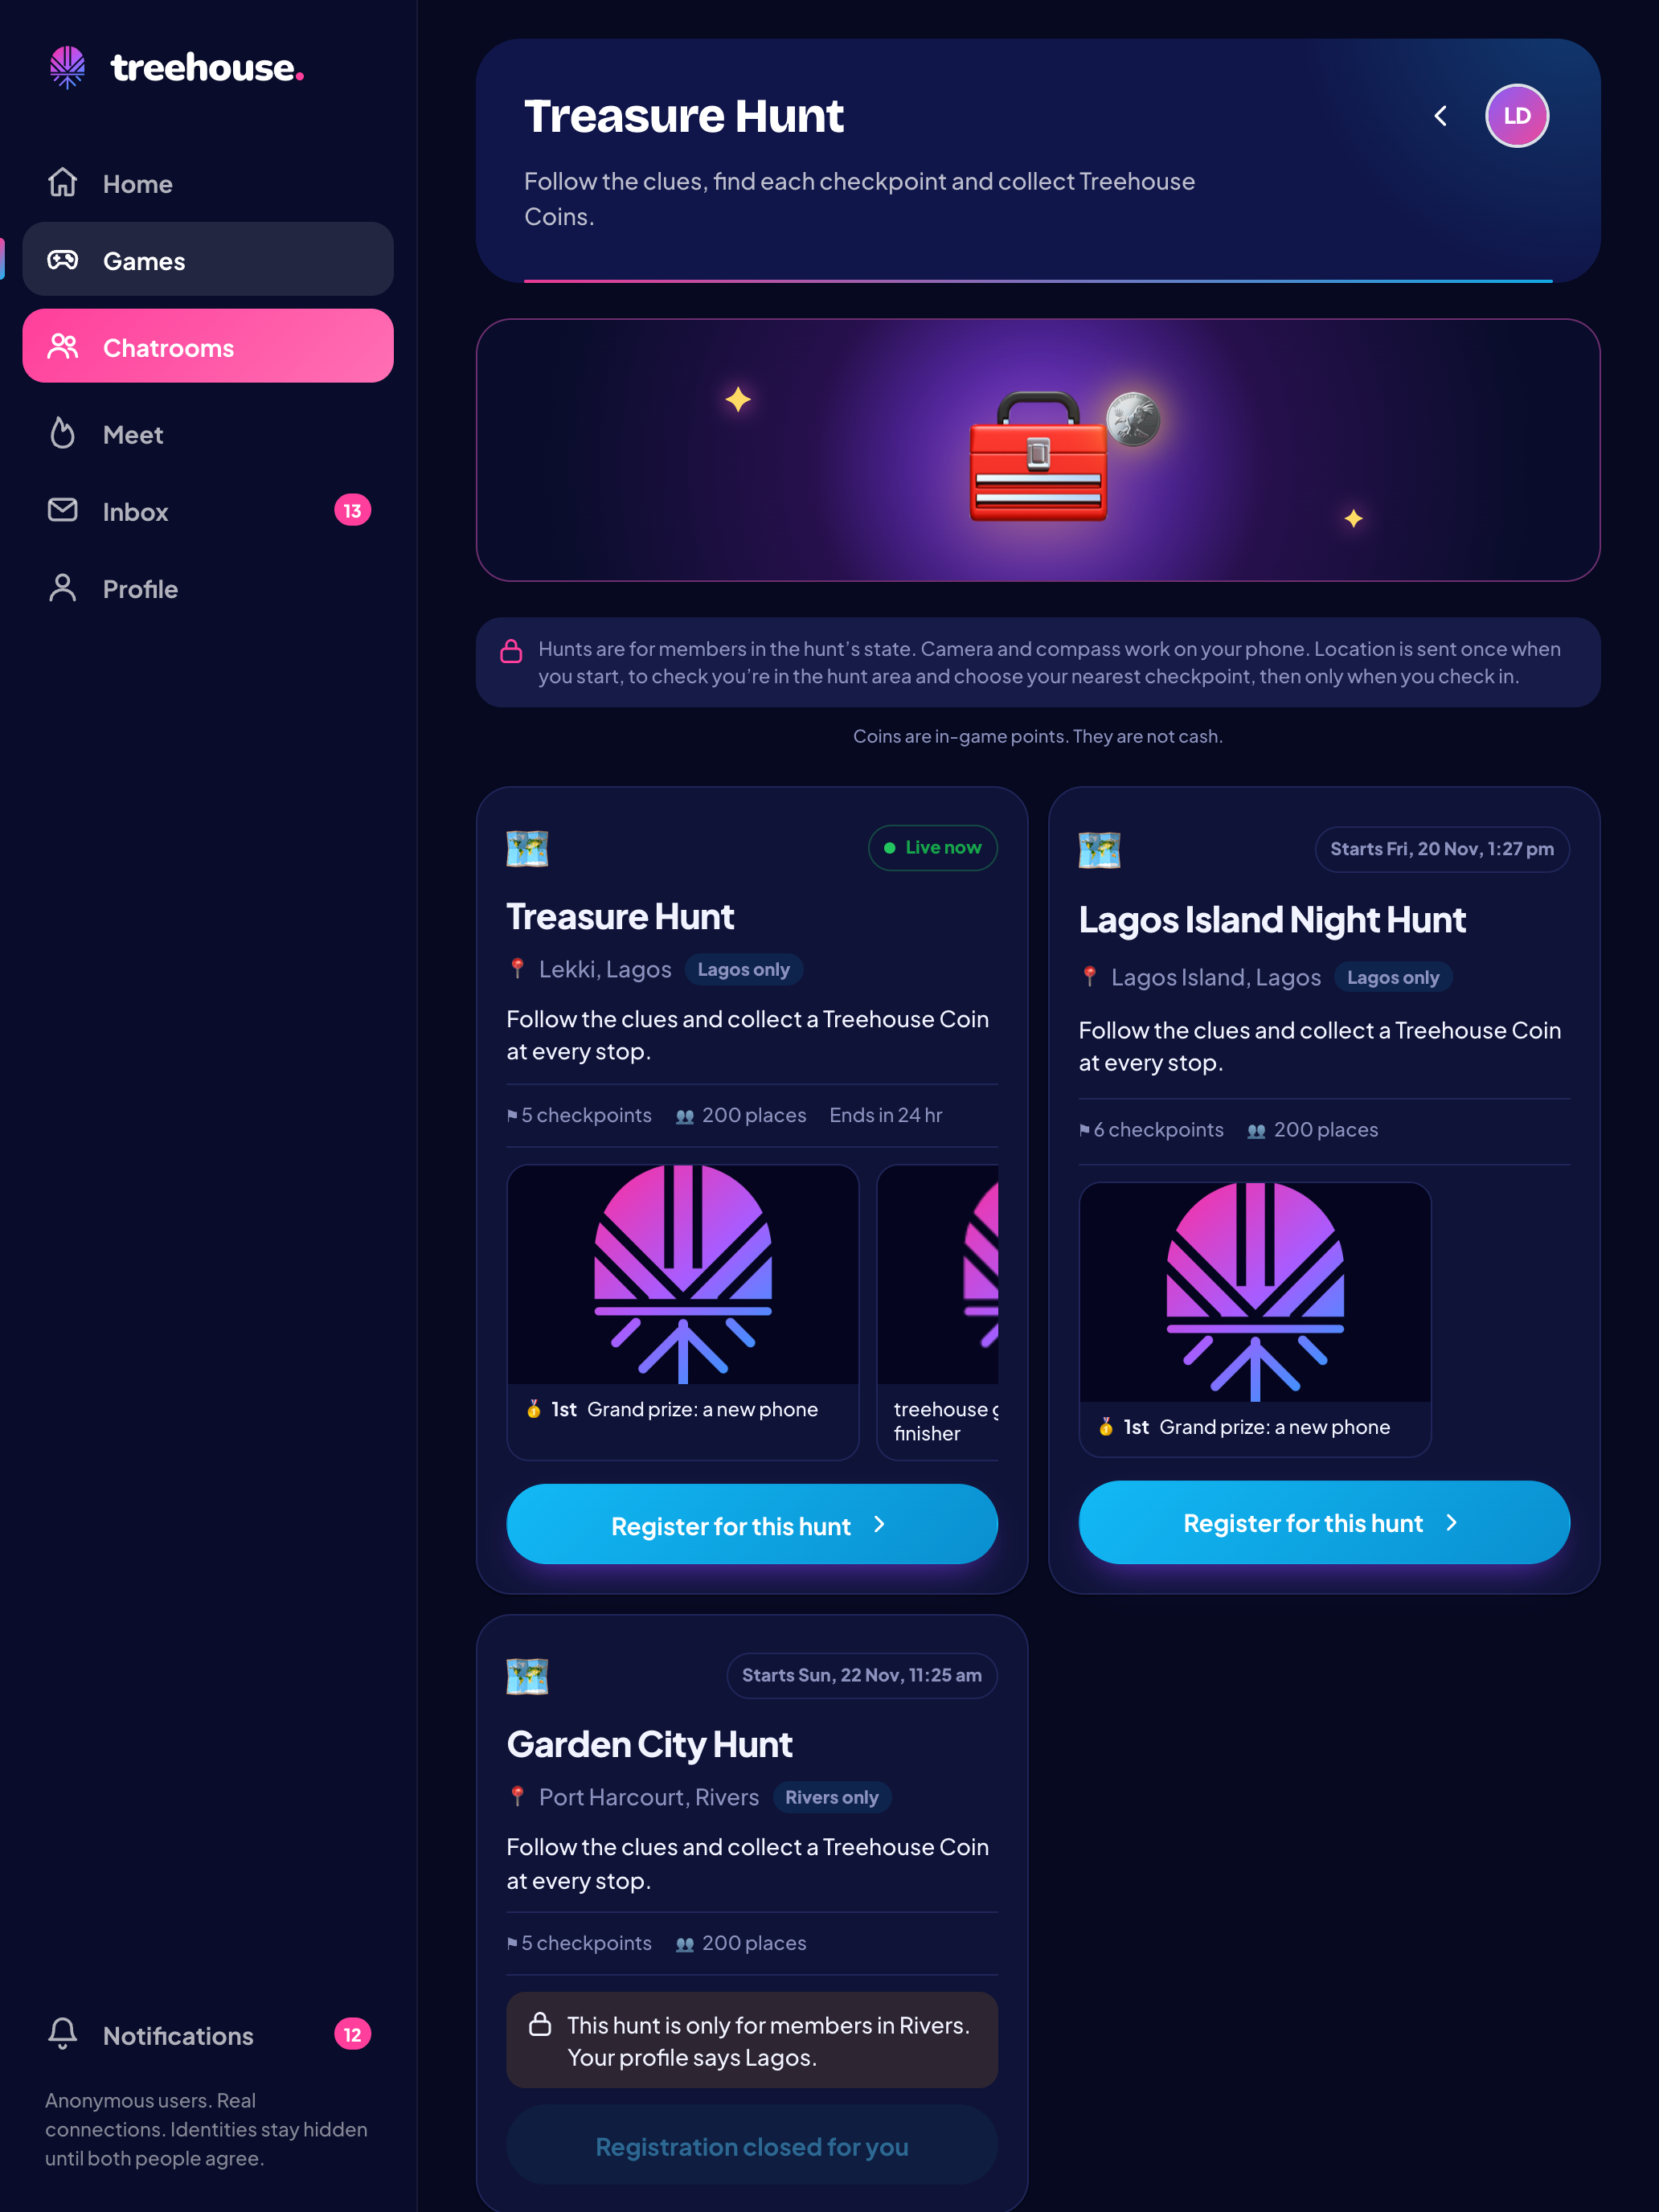 treehouse.
Home
Games
Chatrooms
Meet
Inbox
13
Profile
Notifications
12
Anonymous users. Real
connections. Identities stay hidden
until both people agree.
Treasure Hunt
LD
Follow the clues, find each checkpoint and collect Treehouse
Coins.
Hunts are for members in the hunt’s state. Camera and compass work on your phone. Location is sent once when
you start, to check you’re in the hunt area and choose your nearest checkpoint, then only when you check in.
Coins are in-game points. They are not cash.
Live now
Treasure Hunt
Lekki, Lagos
Lagos only
Follow the clues and collect a Treehouse Coin
at every stop.
5 checkpoints
200 places
Ends in 24 hr
1st Grand prize: a new phone
treehouse
finisher
Register for this hunt
Starts Fri, 20 Nov, 1:27 pm
Lagos Island Night Hunt
Lagos Island, Lagos
Lagos only
Follow the clues and collect a Treehouse Coin
at every stop.
6 checkpoints
200 places
1st Grand prize: a new phone
Register for this hunt
Starts Sun, 22 Nov, 11:25 am
Garden City Hunt
Port Harcourt, Rivers
Rivers only
Follow the clues and collect a Treehouse Coin
at every stop.
5 checkpoints
200 places
This hunt is only for members in Rivers.
Your profile says Lagos.
Registration closed for you